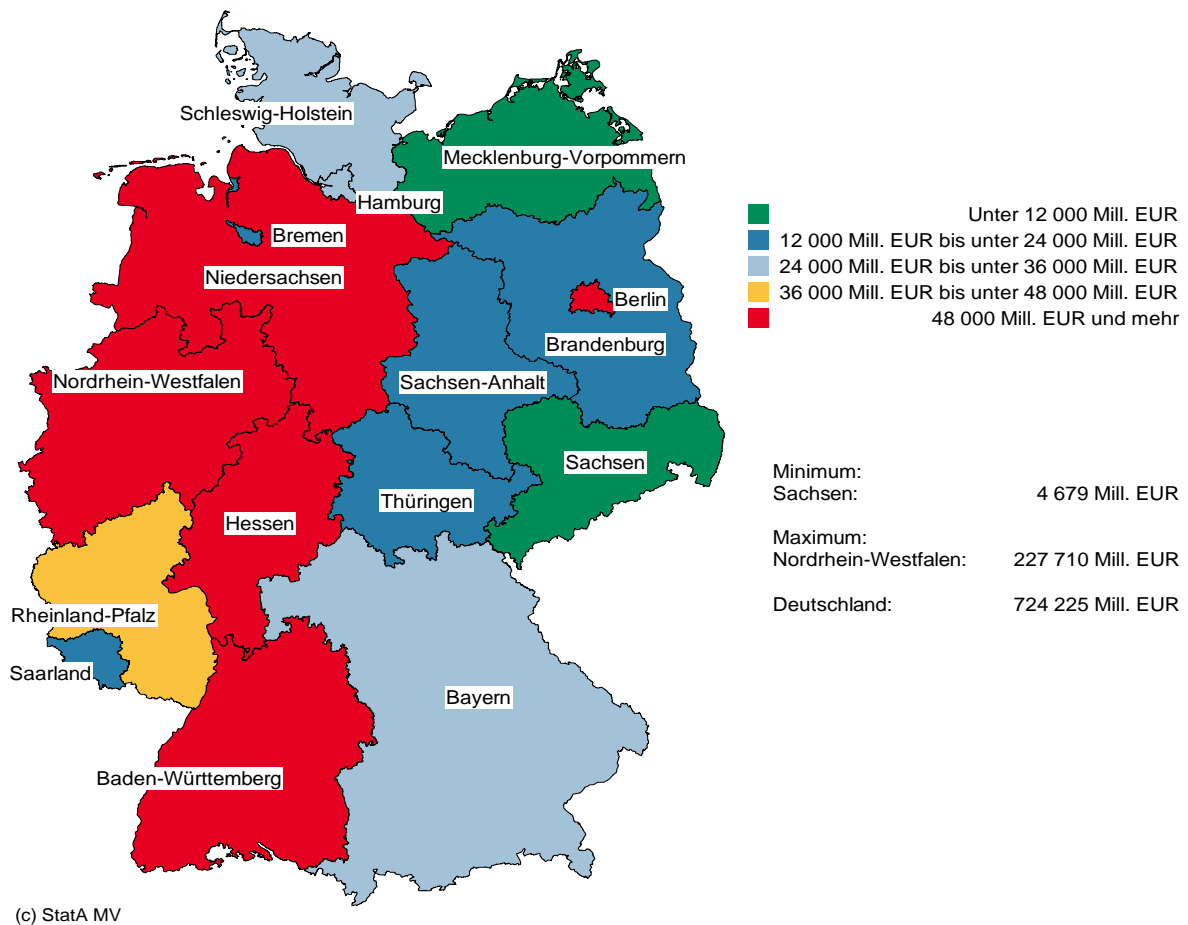 Schleswig-Holstein
Mecklenburg-Vorpommern
Hamburg
Bremen
Niedersachsen
Berlin
Brandenburg
Nordrhein-Westfalen
Sachsen-Anhalt
Sachsen
Thüringen
Hessen
Rheinland-Pfalz
Saarland
Bayern
Baden-Württemberg
Unter 12 000 Mill. EUR
12 000 Mill. EUR bis unter 24 000 Mill. EUR
24 000 Mill. EUR bis unter 36 000 Mill. EUR
36 000 Mill. EUR bis unter 48 000 Mill. EUR
48 000 Mill. EUR und mehr
Minimum:
Sachsen: 4 679 Mill. EUR
Maximum:
Nordrhein-Westfalen: 227 710 Mill. EUR
Deutschland: 724 225 Mill. EUR
(c) StatA MV